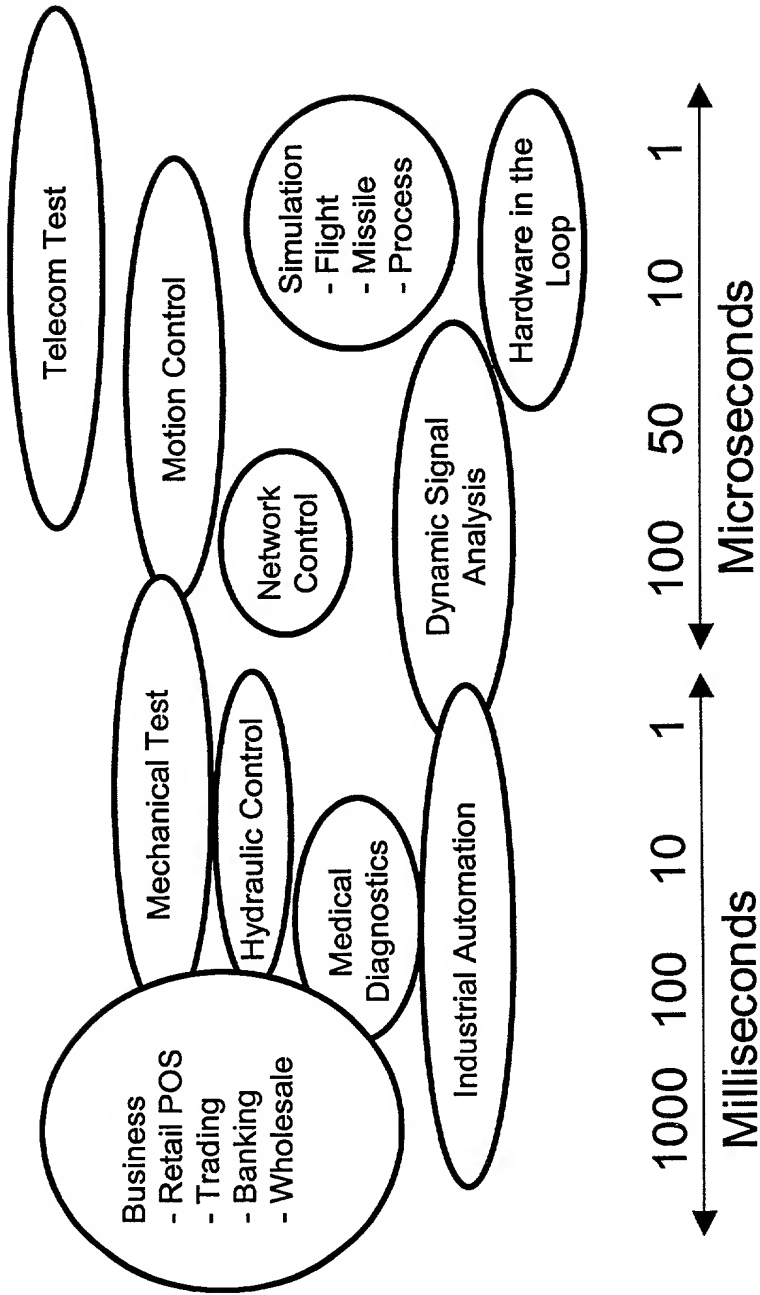 Telecom Test
Motion Control
Mechanical Test
Business
- Retail POS
- Trading
- Banking
- Wholesale
Hydraulic Control
Network
Control
Simulation
- Flight
- Missile
- Process
Medical
Diagnostics
Dynamic Signal
Analysis
Industrial Automation
Hardware in the
Loop
1000 100 10 1 100 50 10 1
Milliseconds Microseconds